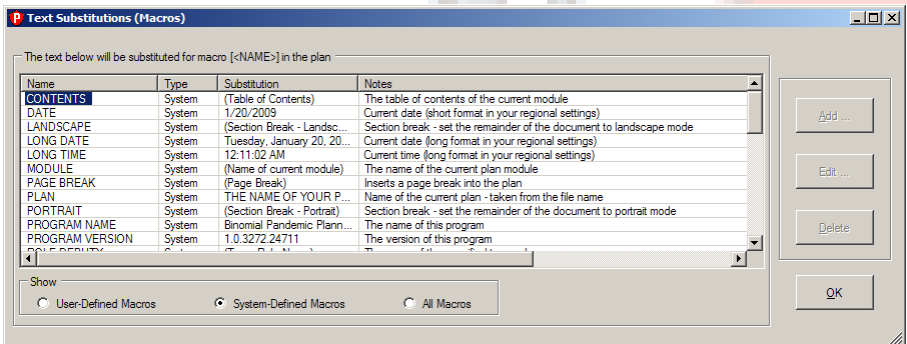 Text Substitutions (Macros)
The text below will be substituted for macro [<NAME>] in the plan
Name Type Substitution Notes
CONTENTS System (Table of Contents) The table of contents of the current module
DATE System 1/20/2009 Current date (short format in your regional settings)
LANDSCAPE System (Section Break - Landsc... Section break - set the remainder of the document to landscape mode
LONG DATE System Tuesday, January 20, 20... Current date (long format in your regional settings)
LONG TIME System 12:11:02 AM Current time (long format in your regional settings)
MODULE System (Name of current module) The name of the current plan module
PAGE BREAK System (Page Break) Inserts a page break into the plan
PLAN System THE NAME OF YOUR P... Name of the current plan - taken from the file name
PORTRAIT System (Section Break - Portrait) Section break - set the remainder of the document to portrait mode
PROGRAM NAME System Binomial Pandemic Plann... The name of this program
PROGRAM VERSION System 1.0.3272.24711 The version of this program
Add ...
Edit ...
Delete
OK
Show
User-Defined Macros System-Defined Macros All Macros